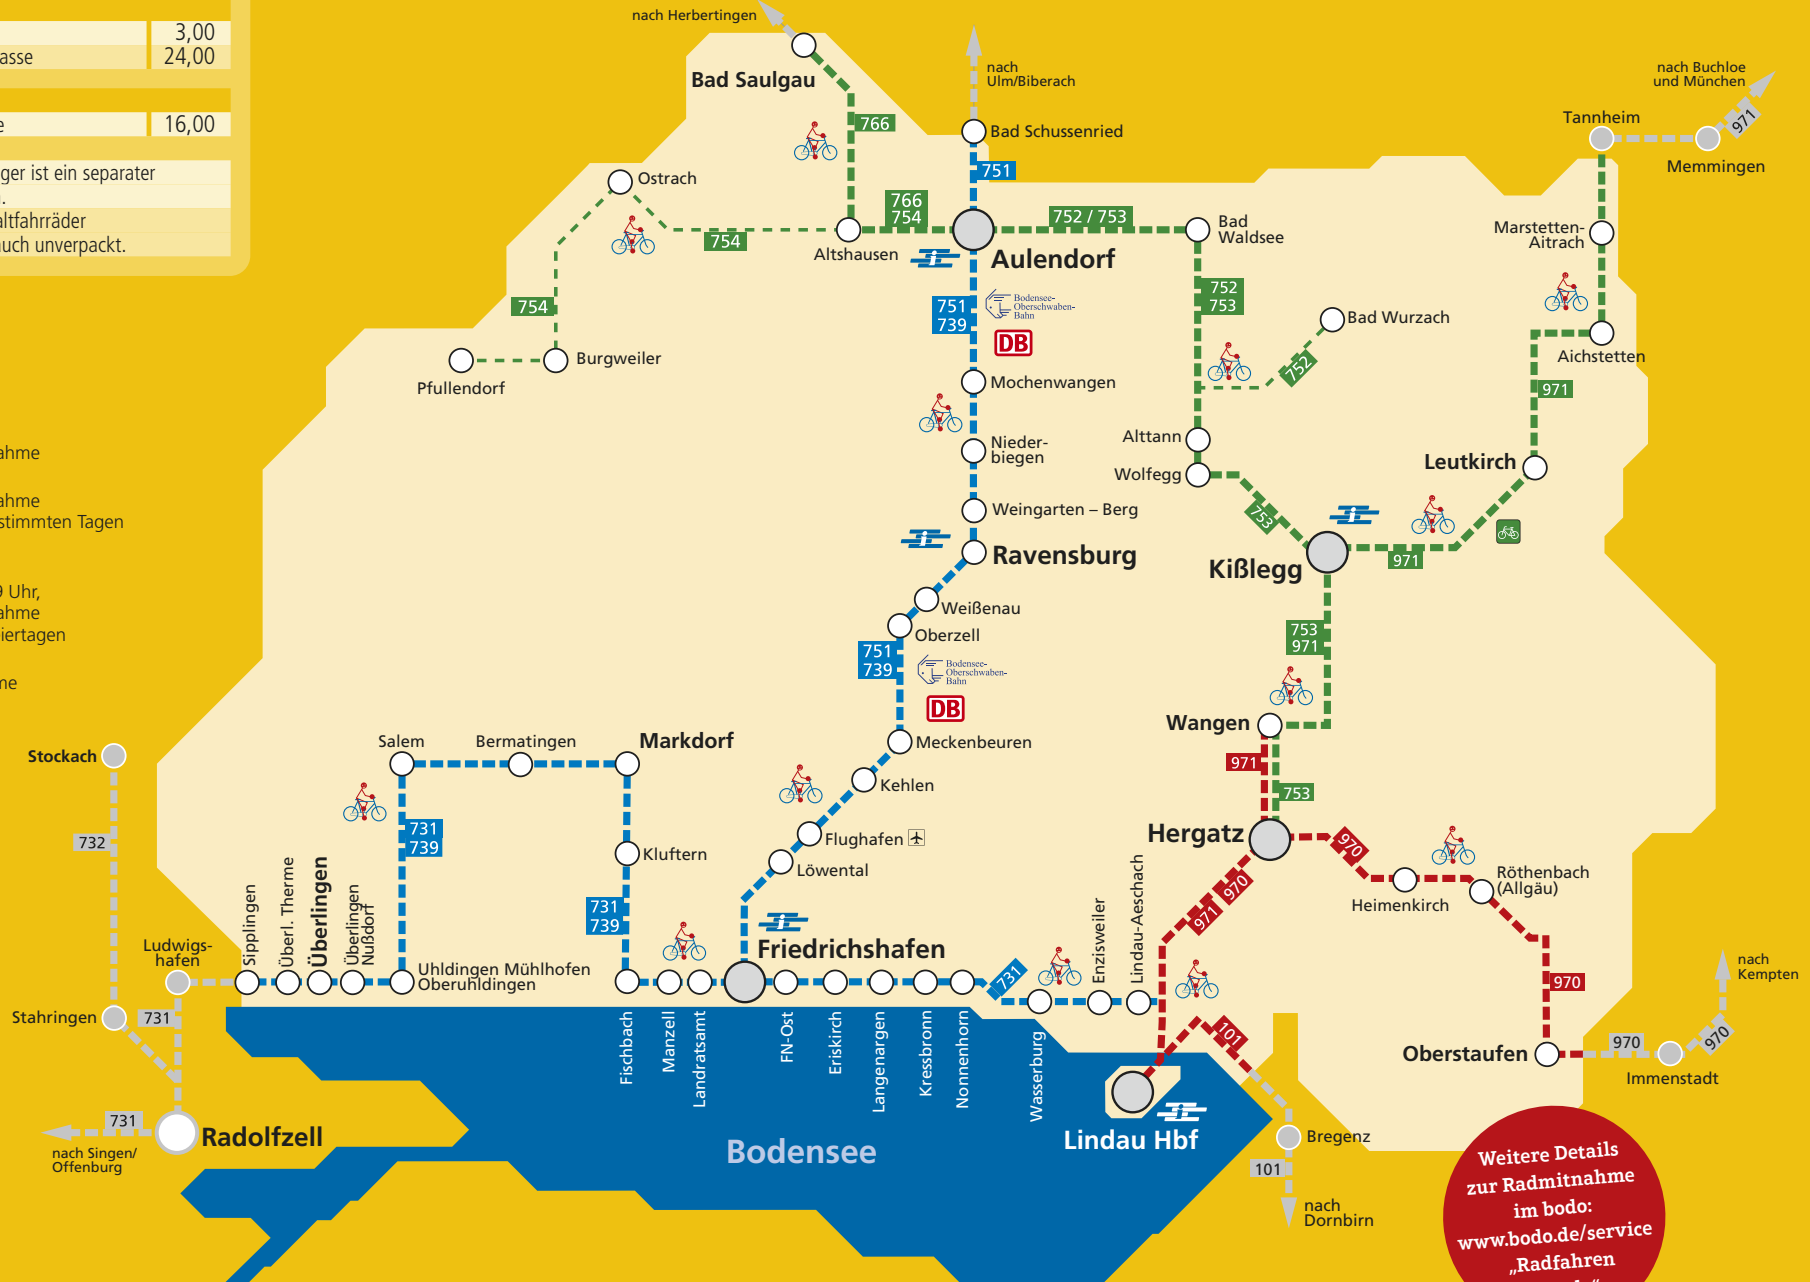 3,00
asse
24,00
e
16,00
ger ist ein separater
altfahrräder
auch unverpackt.
ahme
ahme
stimmten Tagen
9 Uhr,
ahme
iertagen
me
nach Herbertingen
Bad Saulgau
766
nach
Ulm/Biberach
Bad Schussenried
751
nach Buchloe
und München
971
Tannheim
Memmingen
Ostrach
754
754
Altshausen
766
754
Aulendorf
752 / 753
Bad
Waldsee
Marstetten-
Aitrach
752
753
751
739
Bodensee-
Oberschwaben-
Bahn
DB
Bad Wurzach
752
Aichstetten
971
Pfullendorf
Burgweiler
Mochenwangen
Nieder-
biegen
Alttann
Wolfegg
Leutkirch
Weingarten – Berg
753
Ravensburg
Kißlegg
971
Weißenau
Oberzell
751
739
Bodensee-
Oberschwaben-
Bahn
DB
753
971
Wangen
Meckenbeuren
Salem
Bermatingen
Markdorf
Stockach
971
753
Kehlen
732
731
739
Flughafen
Hergatz
970
Kluftern
Löwental
Röthenbach
(Allgäu)
Heimenkirch
970
971
731
739
Ludwigs-
hafen
Sipplingen
Überl. Therme
Überlingen
Überlingen
Nußdorf
Uhldingen Mühlhofen
Oberuhldingen
Friedrichshafen
731
Enzisweiler
Lindau-Aeschach
970
nach
Kempten
970
Stahringen
731
Fischbach
Manzell
Landratsamt
FN-Ost
Eriskirch
Langenargen
Kressbronn
Nonnenhorn
Wasserburg
101
Oberstaufen
970
Immenstadt
731
Radolfzell
nach Singen/
Offenburg
Bodensee
Lindau Hbf
Bregenz
101
nach
Dornbirn
Weitere Details
zur Radmitnahme
im bodo:
www.bodo.de/service
„Radfahren